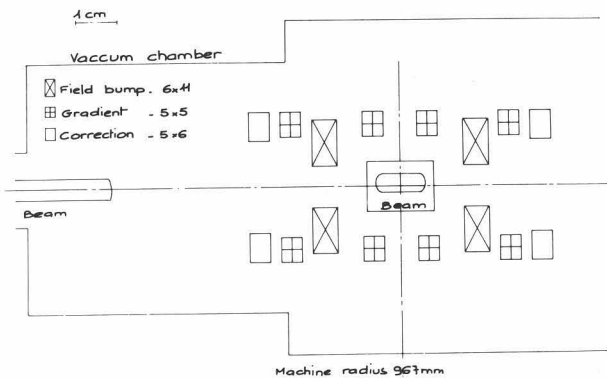 1 cm
Vaccum chamber
Field bump. 6x11
Gradient - 5x5
Correction - 5x6
Beam
Beam
Machine radius 967mm